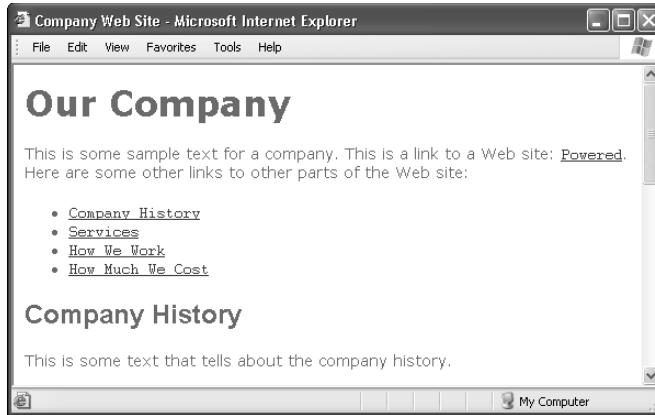 Company Web Site - Microsoft Internet Explorer
File Edit View Favorites Tools Help
Our Company
This is some sample text for a company. This is a link to a Web site: Powered.
Here are some other links to other parts of the Web site:
• Company History
• Services
• How We Work
• How Much We Cost
Company History
This is some text that tells about the company history.
My Computer